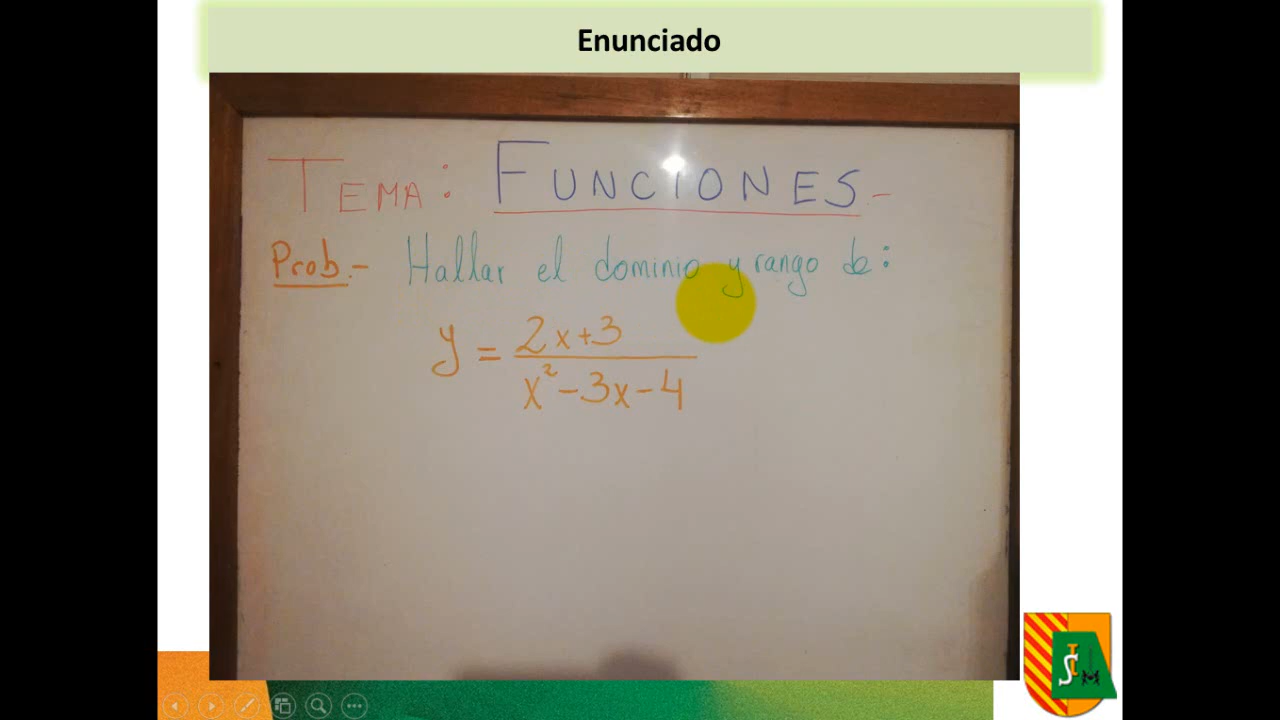 Enunciado
TEMA: FUNCIONES.-
Prob.- Hallar el dominio y rango de:
y = 2x+3
x² - 3x - 4